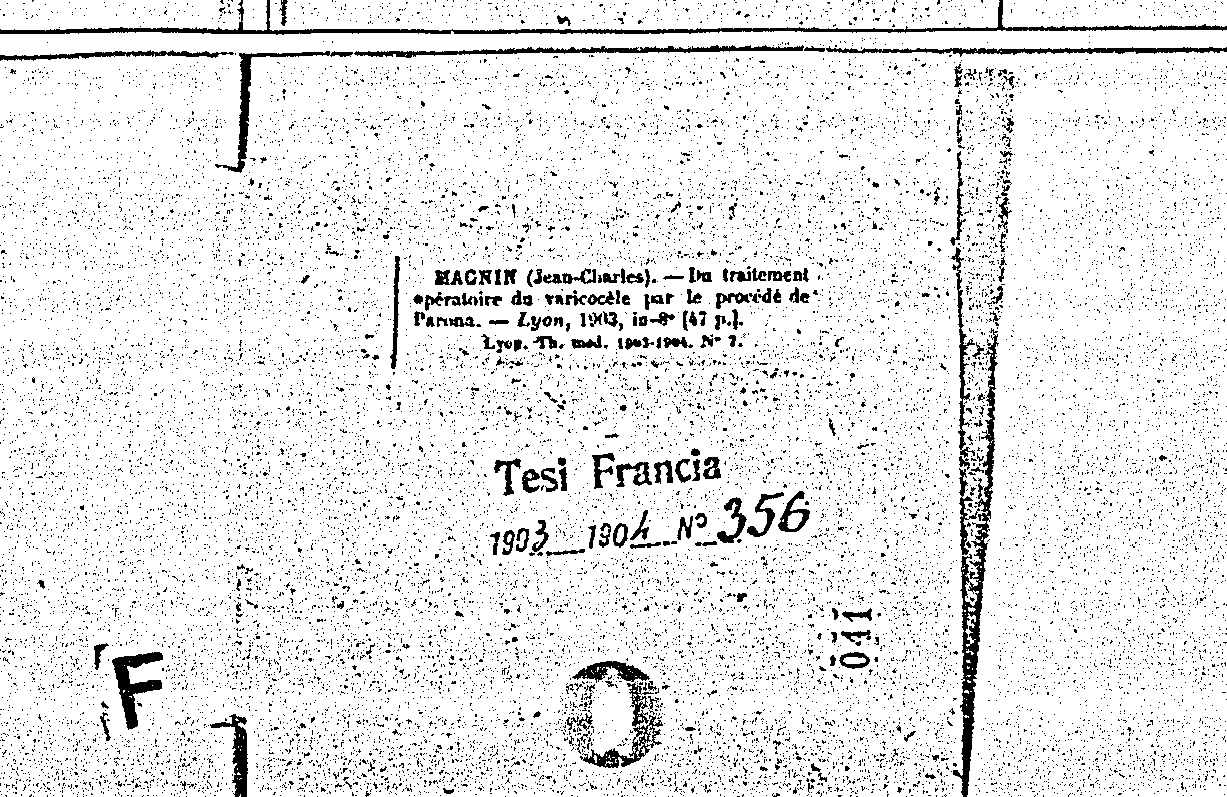 MAGNIN (Jean-Charles). — Du traitement
opératoire du varicocèle par le procédé de
Parona. — Lyon, 1903, in-8° (47 p.).
Lyon. Th. med. 1903-1904. N° 7.
Tesi Francia
1903 1904 N° 356
041
F